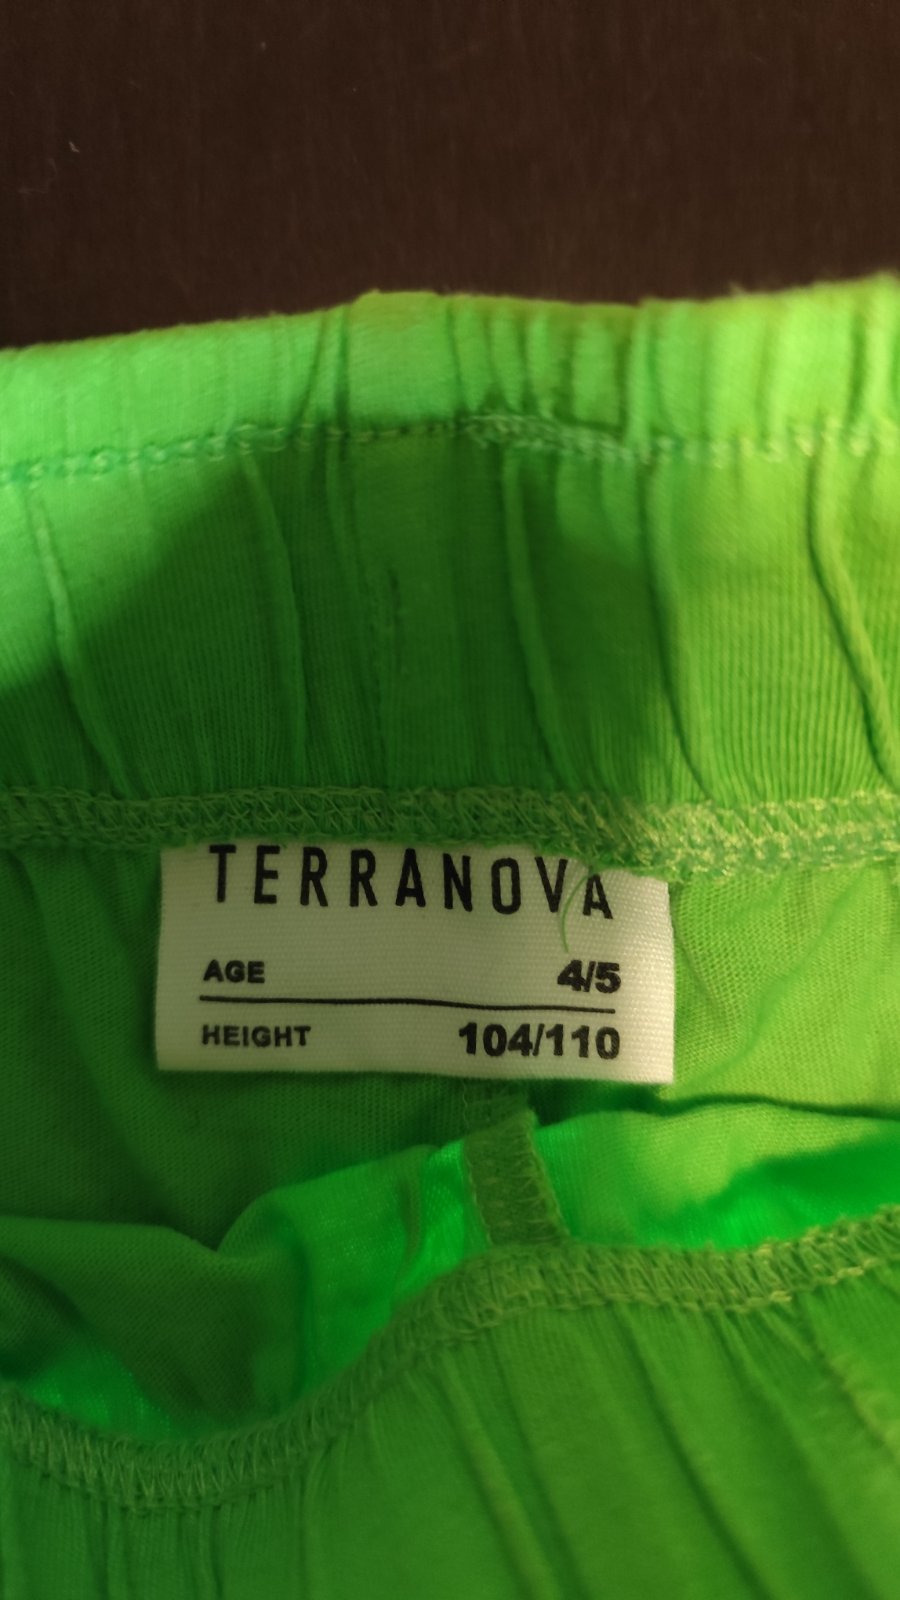 TERRANOVA
AGE 4/5
HEIGHT 104/110